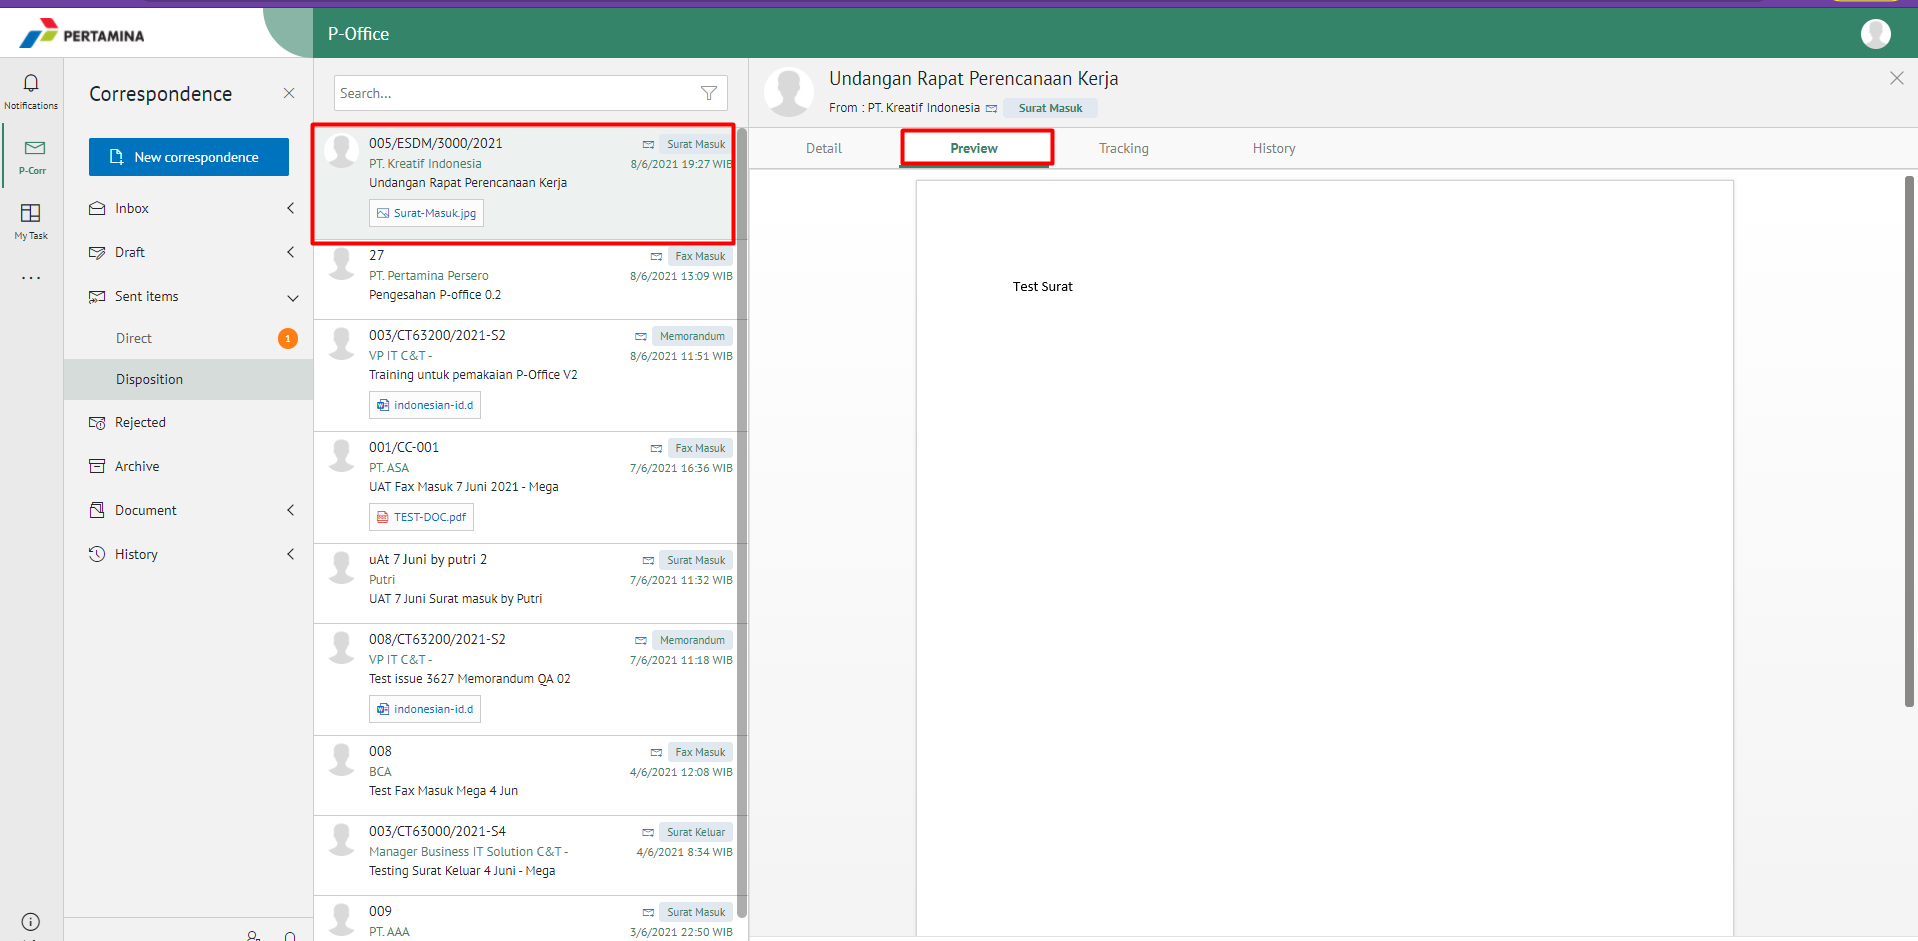 PERTAMINA
P-Office
Notifications
P-Corr
My Task
Correspondence
New correspondence
Inbox
Draft
Sent items
Direct
1
Disposition
Rejected
Archive
Document
History
Search...
005/ESDM/3000/2021
Surat Masuk
PT. Kreatif Indonesia
8/6/2021 19:27 WIB
Undangan Rapat Perencanaan Kerja
Surat-Masuk.jpg
27
Fax Masuk
PT. Pertamina Persero
8/6/2021 13:09 WIB
Pengesahan P-office 0.2
003/CT63200/2021-S2
Memorandum
VP IT C&T -
8/6/2021 11:51 WIB
Training untuk pemakaian P-Office V2
indonesian-id.d
001/CC-001
Fax Masuk
PT. ASA
7/6/2021 16:36 WIB
UAT Fax Masuk 7 Juni 2021 - Mega
TEST-DOC.pdf
uAt 7 Juni by putri 2
Surat Masuk
Putri
7/6/2021 11:32 WIB
UAT 7 Juni Surat masuk by Putri
008/CT63200/2021-S2
Memorandum
VP IT C&T -
7/6/2021 11:18 WIB
Test issue 3627 Memorandum QA 02
indonesian-id.d
008
Fax Masuk
BCA
4/6/2021 12:08 WIB
Test Fax Masuk Mega 4 Jun
003/CT63000/2021-S4
Surat Keluar
Manager Business IT Solution C&T -
4/6/2021 8:34 WIB
Testing Surat Keluar 4 Juni - Mega
009
Surat Masuk
PT. AAA
3/6/2021 22:50 WIB
Undangan Rapat Perencanaan Kerja
From : PT. Kreatif Indonesia
Surat Masuk
Detail
Preview
Tracking
History
Test Surat